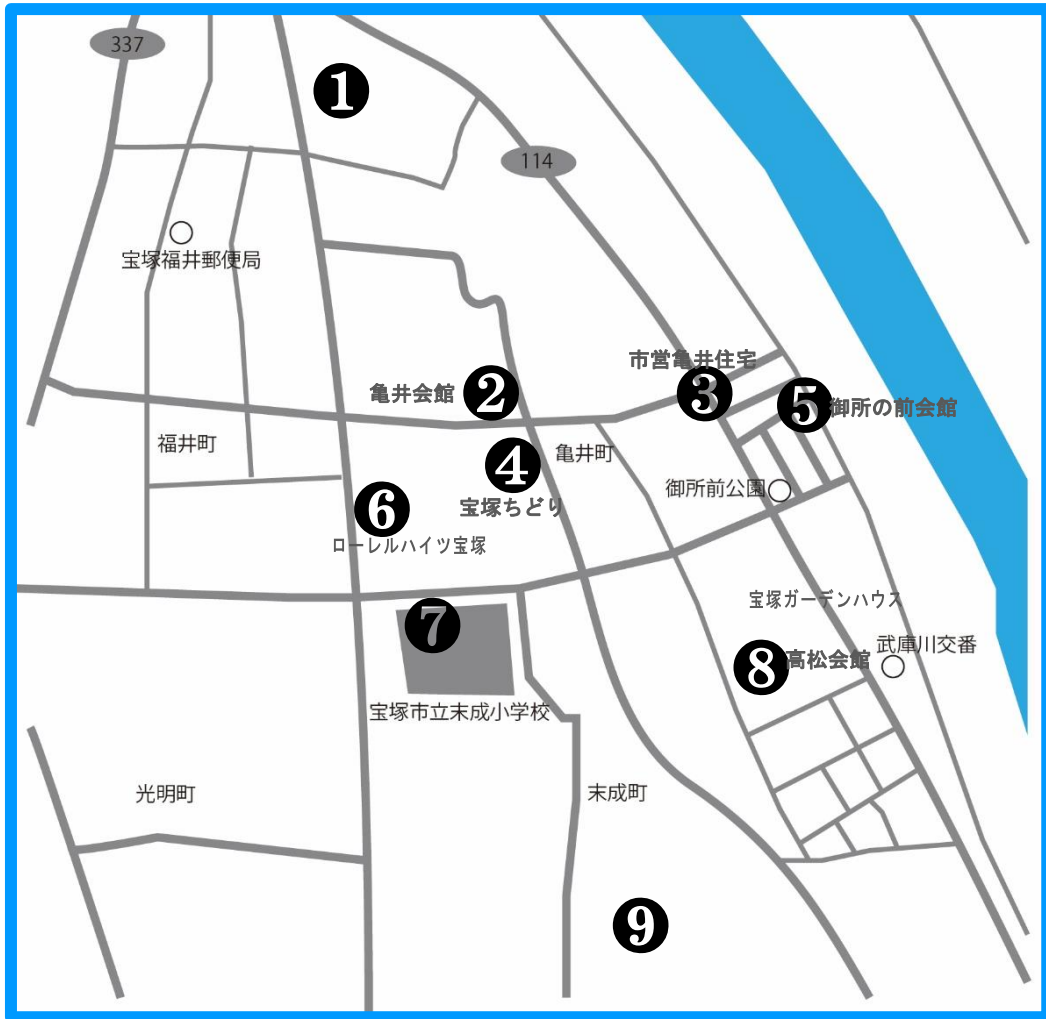 337
❶
114
宝塚福井郵便局
市営亀井住宅
亀井会館
❷
❸
❺
御所の前会館
福井町
❹
亀井町
宝塚ちどり
御所前公園
❻
ローレルハイツ宝塚
宝塚ガーデンハウス
❼
❽
高松会館
武庫川交番
宝塚市立末成小学校
光明町
末成町
❾